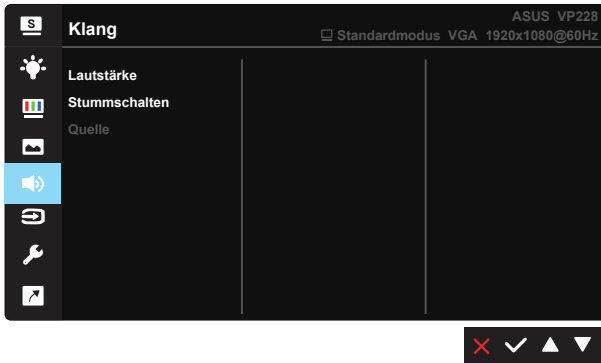 S
Klang
ASUS VP228
Standardmodus VGA 1920x1080@60Hz
Lautstärke
Stummschalten
Quelle